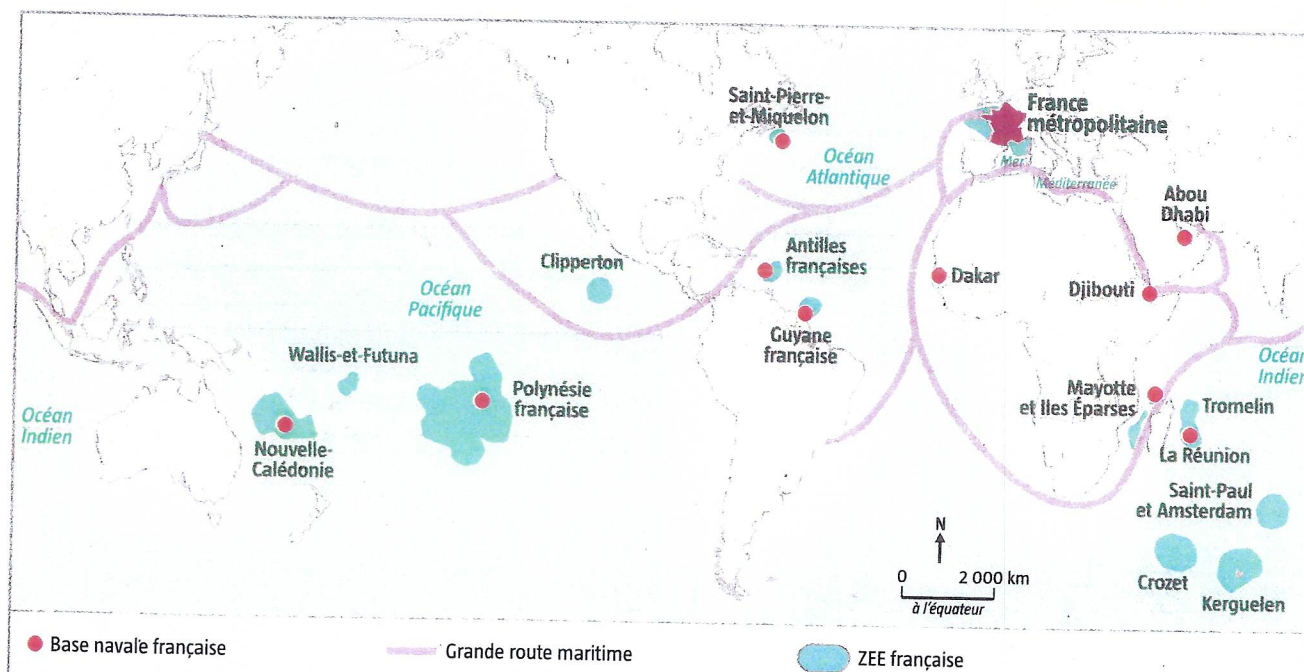 Saint-Pierre-
et-Miquelon
France
métropolitaine
Océan
Atlantique
Mer
Méditerranée
Abou
Dhabi
Clipperton
Antilles
françaises
Dakar
Djibouti
Océan
Pacifique
Guyane
française
Wallis-et-Futuna
Polynésie
française
Océan
Indien
Mayotte
et Iles Éparses
Tromelin
Océan
Indien
Nouvelle-
Calédonie
La Réunion
Saint-Paul
et Amsterdam
N
0 2 000 km
à l'équateur
Crozet
Kerguelen
Base navale française
Grande route maritime
ZEE française